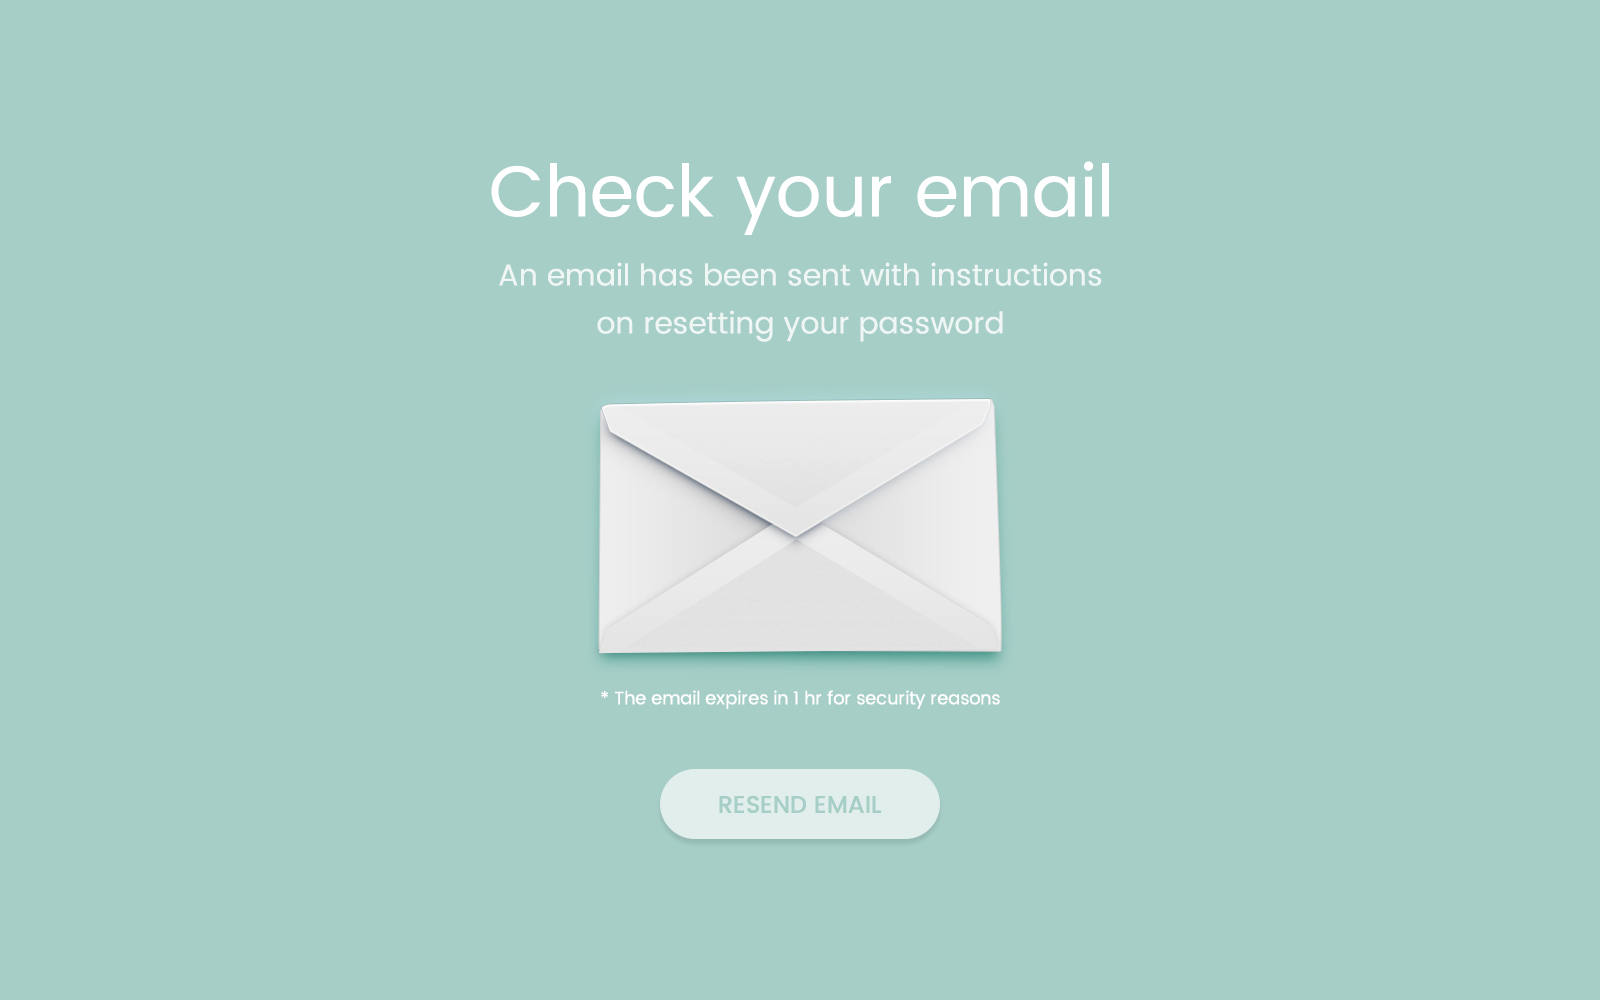 Check your email
An email has been sent with instructions
on resetting your password
* The email expires in 1 hr for security reasons
RESEND EMAIL